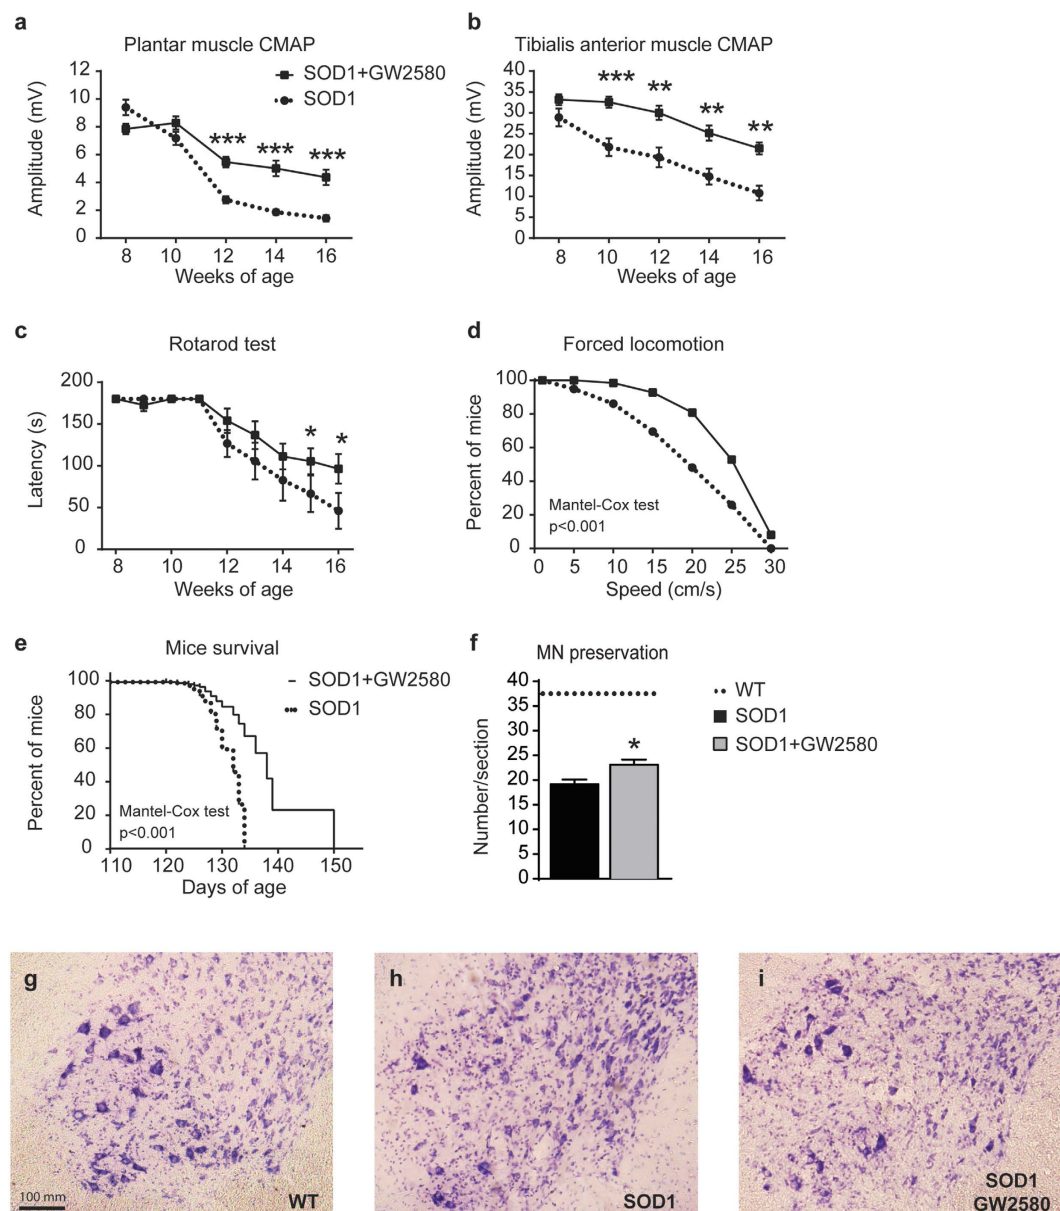 a
Plantar muscle CMAP
Amplitude (mV)
12
10
8
6
4
2
0
SOD1+GW2580
SOD1
***
***
***
8 10 12 14 16
Weeks of age
b
Tibialis anterior muscle CMAP
Amplitude (mV)
40
35
30
25
20
15
10
5
0
***
**
**
**
8 10 12 14 16
Weeks of age
c
Rotarod test
Latency (s)
200
150
100
50
0
*
*
8 10 12 14 16
Weeks of age
d
Forced locomotion
Percent of mice
100
80
60
40
20
0
Mantel-Cox test
p<0.001
0 5 10 15 20 25 30
Speed (cm/s)
e
Mice survival
Percent of mice
100
80
60
40
20
0
SOD1+GW2580
SOD1
Mantel-Cox test
p<0.001
110 120 130 140 150
Days of age
f
MN preservation
Number/section
40
35
30
25
20
15
10
5
0
*
WT
SOD1
SOD1+GW2580
g
100 mm
WT
h
SOD1
i
SOD1
GW2580